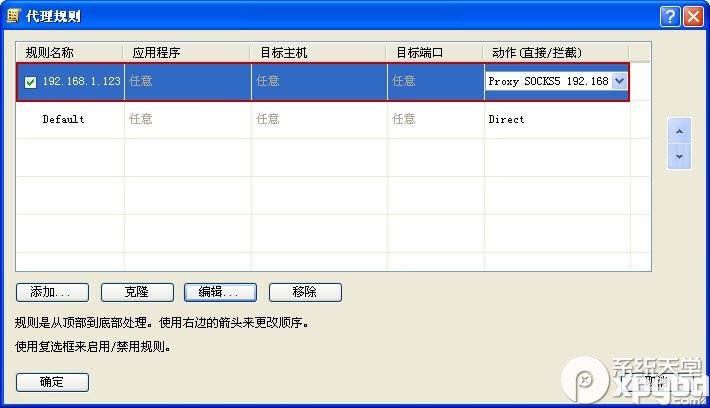 代理规则
规则名称 应用程序 目标主机 目标端口 动作(直接/拦截)
192.168.1.123 任意 任意 任意 Proxy SOCKS5 192.168
Default 任意 任意 任意 Direct
添加... 克隆 编辑... 移除
规则是从顶部到底部处理。使用右边的箭头来更改顺序。
使用复选框来启用/禁用规则。
确定 取消
系统天堂